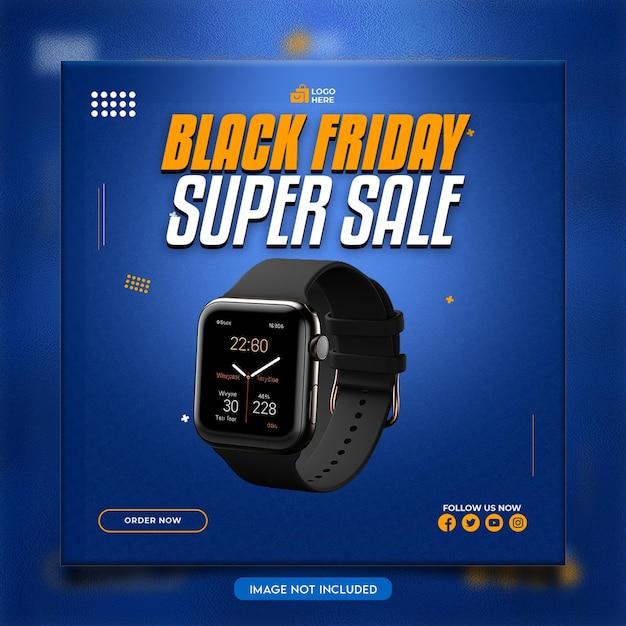 LOGO
HERE
BLACK FRIDAY
SUPER SALE
22:60
30
228
ORDER NOW
FOLLOW US NOW
IMAGE NOT INCLUDED